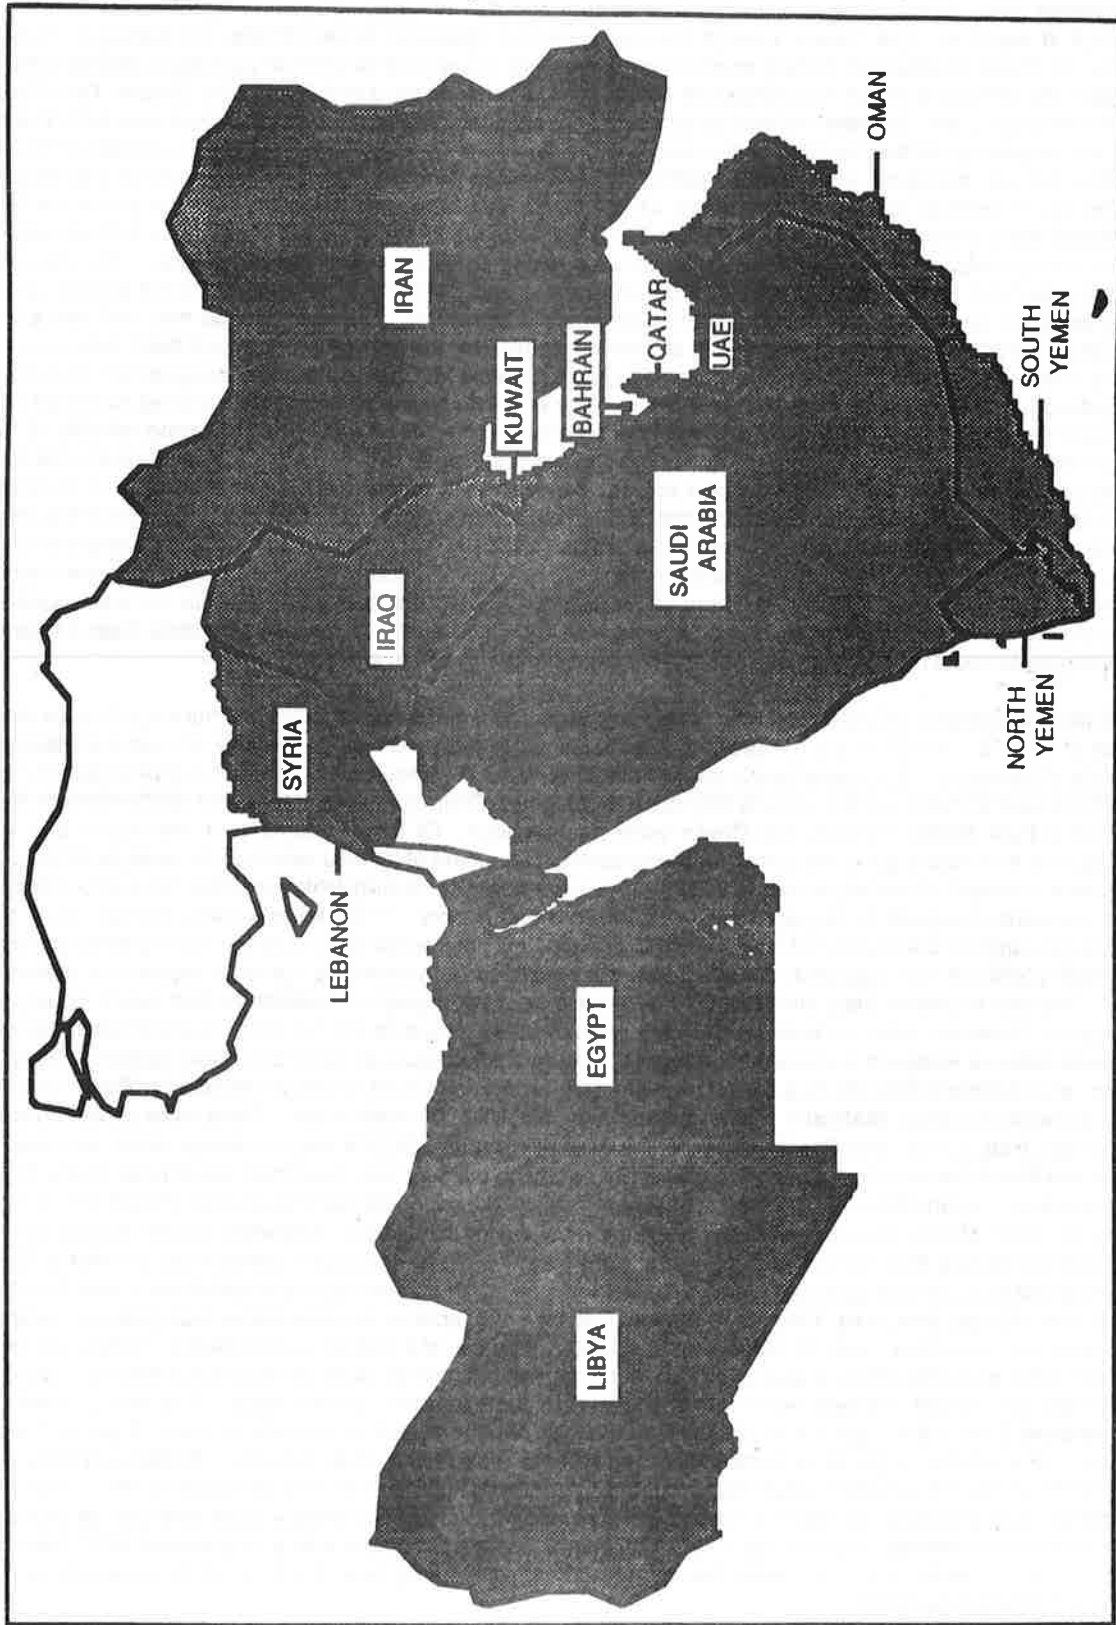 IRAN
OMAN
KUWAIT
BAHRAIN
QATAR
UAE
IRAQ
SYRIA
SAUDI
ARABIA
SOUTH
YEMEN
NORTH
YEMEN
LEBANON
EGYPT
LIBYA